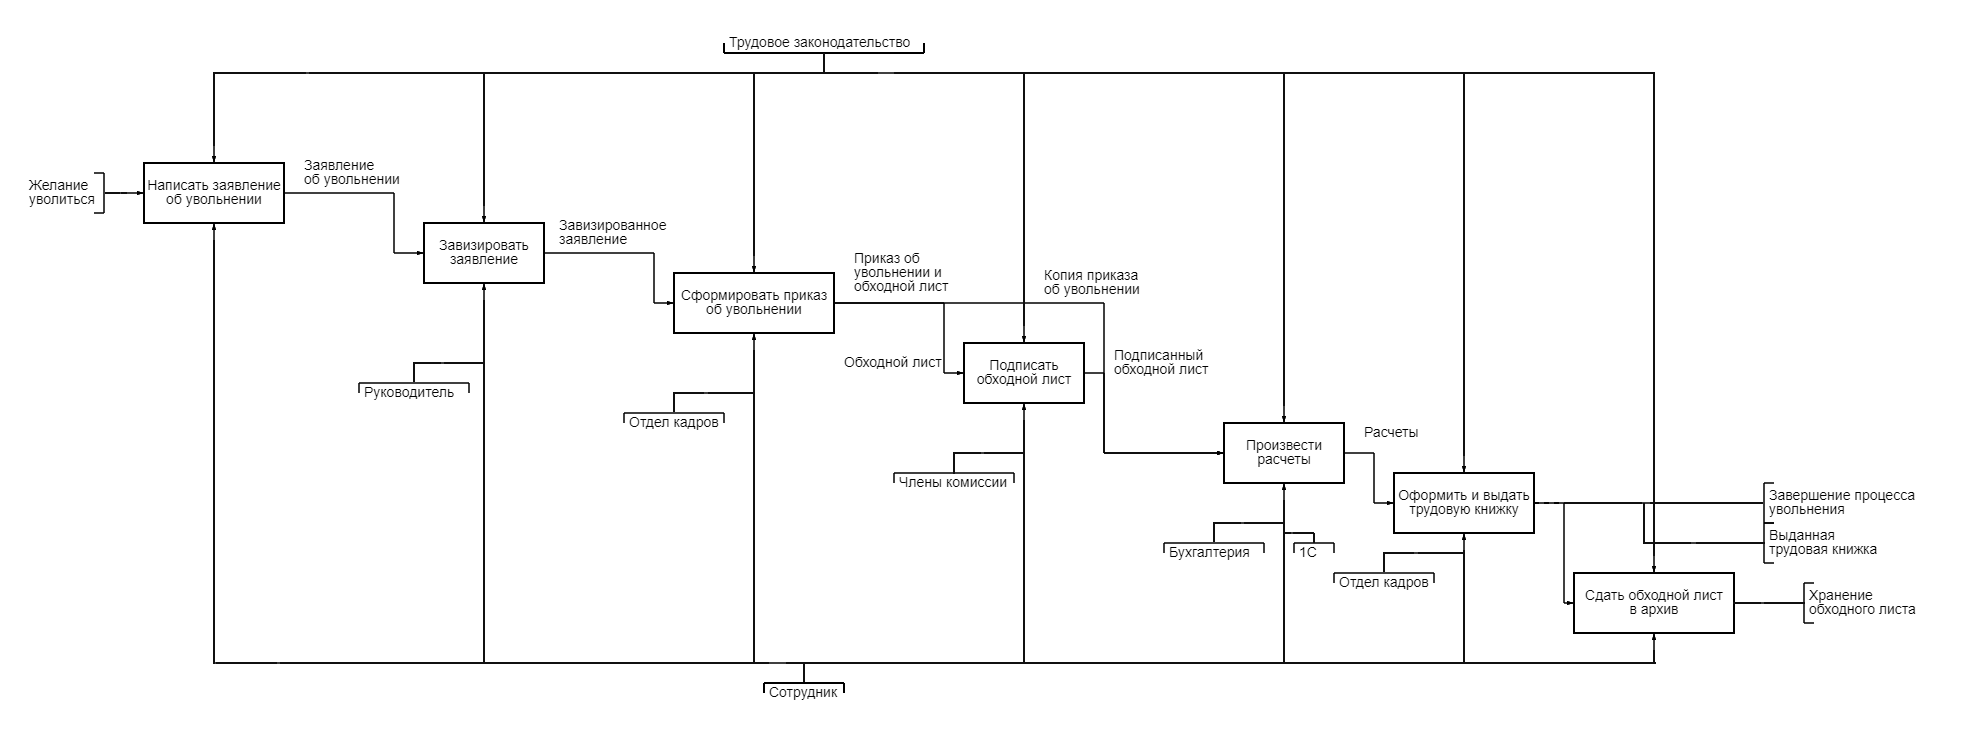 Трудовое законодательство
Желание
уволиться
Написать заявление
об увольнении
Заявление
об увольнении
Завизировать
заявление
Завизированное
заявление
Сформировать приказ
об увольнении
Приказ об
увольнении и
обходной лист
Копия приказа
об увольнении
Обходной лист
Подписать
обходной лист
Подписанный
обходной лист
Руководитель
Отдел кадров
Члены комиссии
Произвести
расчеты
Расчеты
Оформить и выдать
трудовую книжку
Завершение процесса
увольнения
Выданная
трудовая книжка
Бухгалтерия
1С
Отдел кадров
Сдать обходной лист
в архив
Хранение
обходного листа
Сотрудник